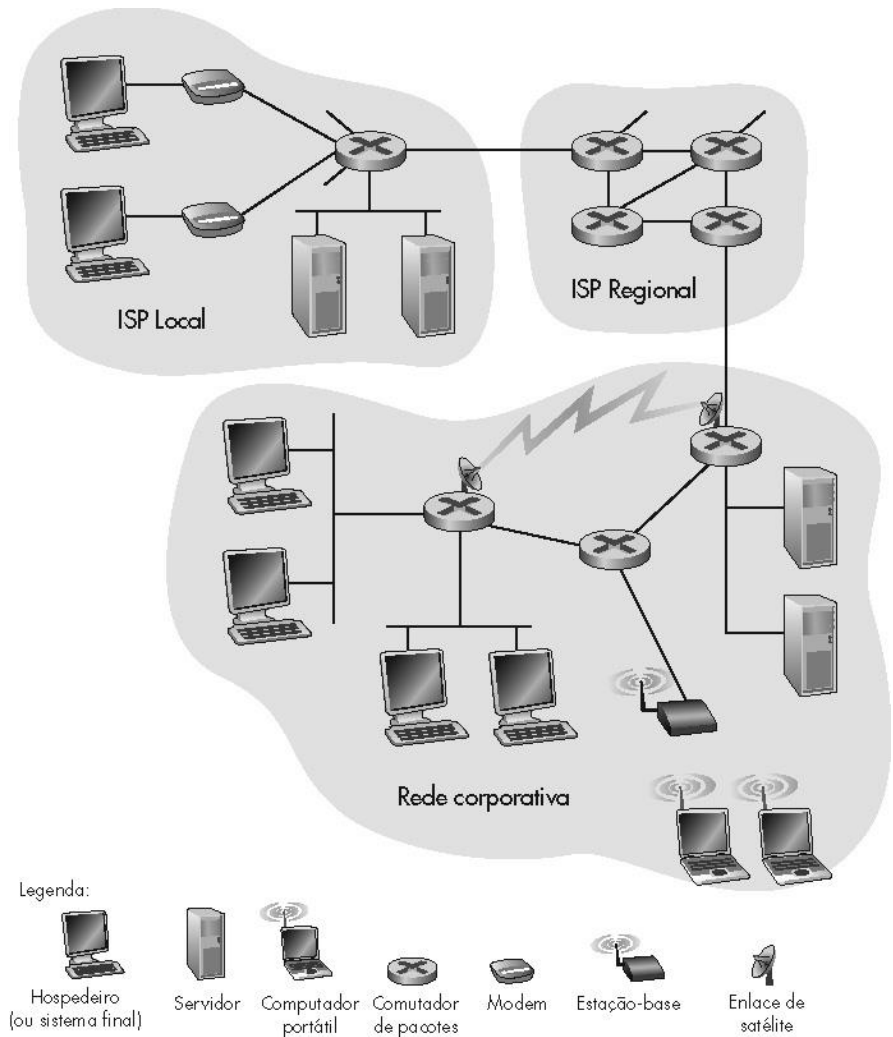 ISP Local
ISP Regional
Rede corporativa
Legenda:
Hospedeiro
(ou sistema final)
Servidor
Computador
portátil
Comutador
de pacotes
Modem
Estação-base
Enlace de
satélite